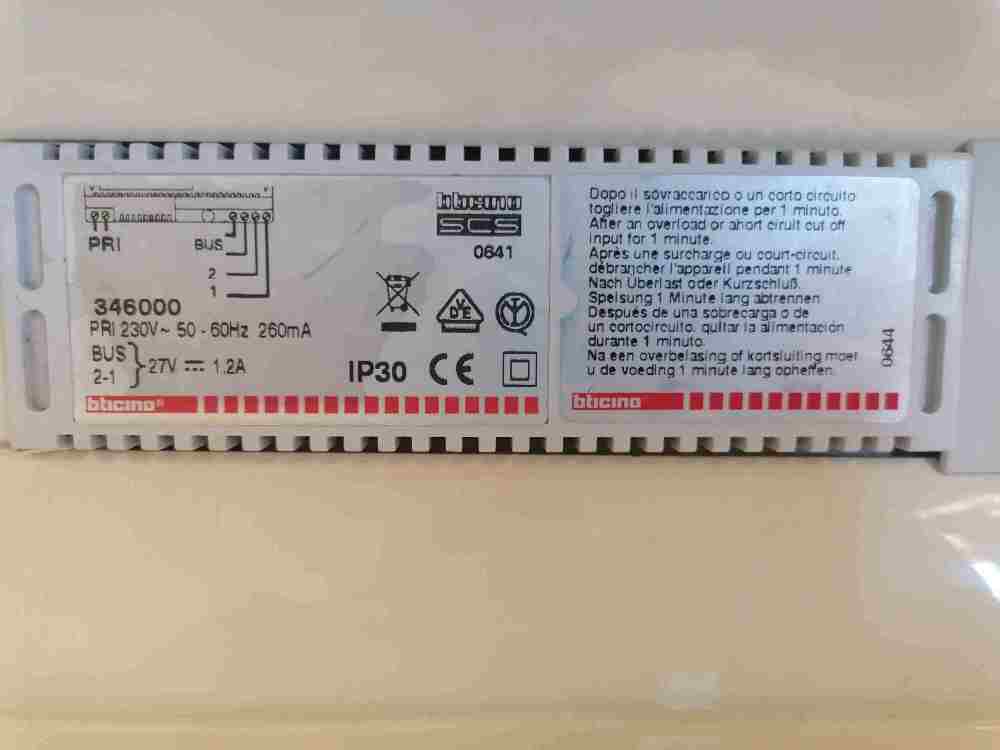 PRI
BUS
2
1
bticino
SCS
0641
346000
PRI 230V~ 50 - 60Hz 260mA
BUS
2-1
27V 1.2A
IP30
CE
VDE
bticino®
Dopo il sovraccarico o un corto circuito
togliere l'alimentazione per 1 minuto.
After an overload or ahort ciruit cut off
input for 1 minute.
Après une surcharge ou court-circuit,
débrancher l'appareil pendant 1 minute
Nach Überlast oder Kurzschluß.
Speisung 1 Minute lang abtrennen
Después de una sobrecarga o de
un cortocircuito, quitar la alimentación
durante 1 minuto.
Na een overbelasing of kortsluiting moet
u de voeding 1 minute lang opheffen.
0644
bticino